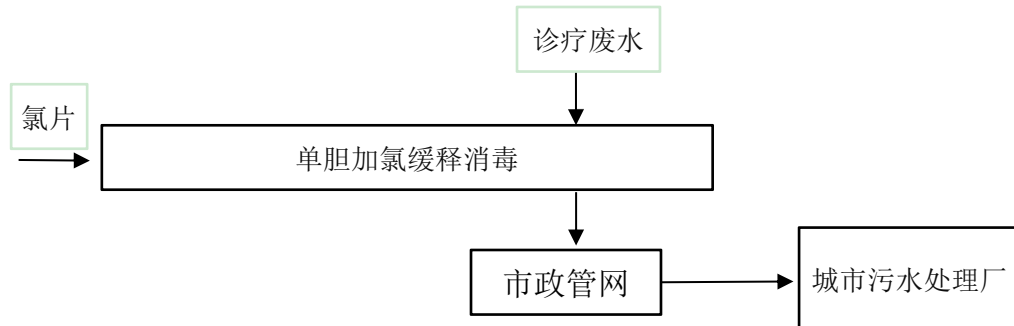 诊疗废水
氯片
单胆加氯缓释消毒
市政管网
城市污水处理厂